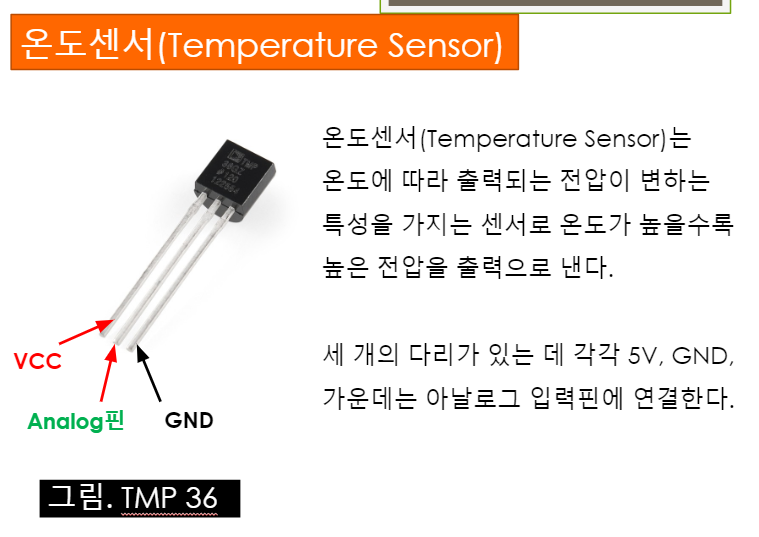 온도센서(Temperature Sensor)
온도센서(Temperature Sensor)는
온도에 따라 출력되는 전압이 변하는
특성을 가지는 센서로 온도가 높을수록
높은 전압을 출력으로 낸다.
세 개의 다리가 있는 데 각각 5V, GND,
가운데는 아날로그 입력핀에 연결한다.
TMP
VCC
Analog핀
GND
그림. TMP 36